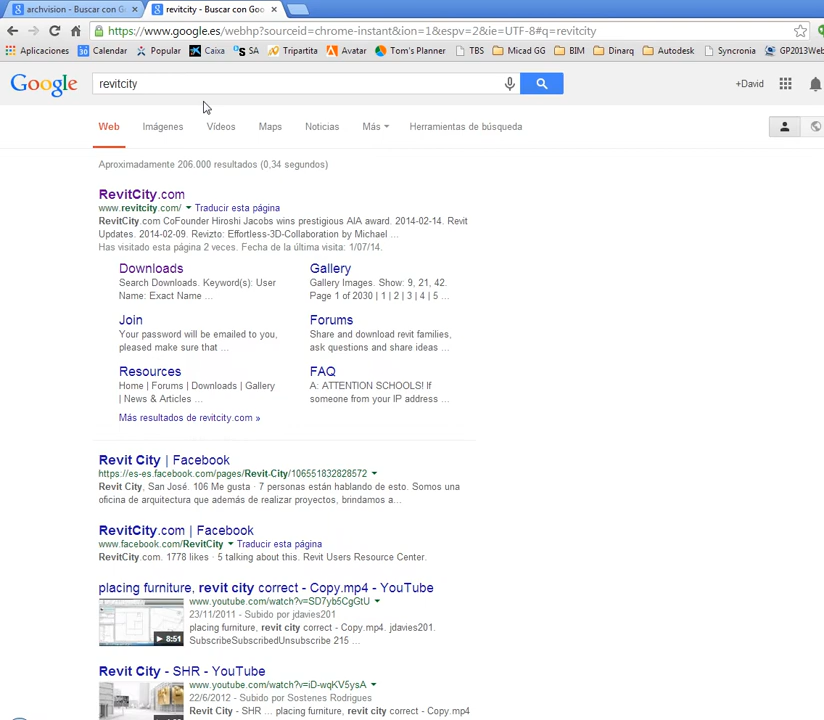 archvision - Buscar con Go
revitcity - Buscar con Goo
www.google.es/webhp?sourceid=chrome-instant&ion=1&espv=2&ie=UTF-8#q=revitcity
Aplicaciones Calendar Popular Caixa SA Tripartita Avatar Tom's Planner TBS Micad GG BIM Dinarq Autodesk Syncronia GP2013Web
Google revitcity +David
Web Imágenes Vídeos Maps Noticias Más Herramientas de búsqueda
Aproximadamente 206.000 resultados (0,34 segundos)
RevitCity.com
www.revitcity.com/ Traducir esta página
RevitCity.com CoFounder Hiroshi Jacobs wins prestigious AIA award. 2014-02-14. Revit
Updates. 2014-02-09. Revizto: Effortless-3D-Collaboration by Michael ...
Has visitado esta página 2 veces. Fecha de la última visita: 1/07/14.
Downloads
Search Downloads. Keyword(s): User
Name: Exact Name ...
Gallery
Gallery Images. Show: 9, 21, 42.
Page 1 of 2030 | 1 | 2 | 3 | 4 | 5 ...
Join
Your password will be emailed to you,
pleased make sure that ...
Forums
Share and download revit families,
ask questions and share ideas ...
Resources
Home | Forums | Downloads | Gallery
| News & Articles ...
FAQ
A: ATTENTION SCHOOLS! If
someone from your IP address ...
Más resultados de revitcity.com »
Revit City | Facebook
https://es-es.facebook.com/pages/Revit-City/106551832828572
Revit City, San José. 106 Me gusta · 7 personas están hablando de esto. Somos una
oficina de arquitectura que además de realizar proyectos, brindamos a...
RevitCity.com | Facebook
www.facebook.com/RevitCity Traducir esta página
RevitCity.com. 1778 likes · 5 talking about this. Revit Users Resource Center.
placing furniture, revit city correct - Copy.mp4 - YouTube
www.youtube.com/watch?v=SD7yb5CgGtU
23/11/2011 - Subido por jdavies201
placing furniture, revit city correct - Copy.mp4. jdavies201.
SubscribeSubscribedUnsubscribe 215 ...
8:51
Revit City - SHR - YouTube
www.youtube.com/watch?v=iD-wqKV5ysA
22/6/2012 - Subido por Sostenes Rodrigues
Revit City - SHR ... placing furniture, revit city correct - Copy.mp4